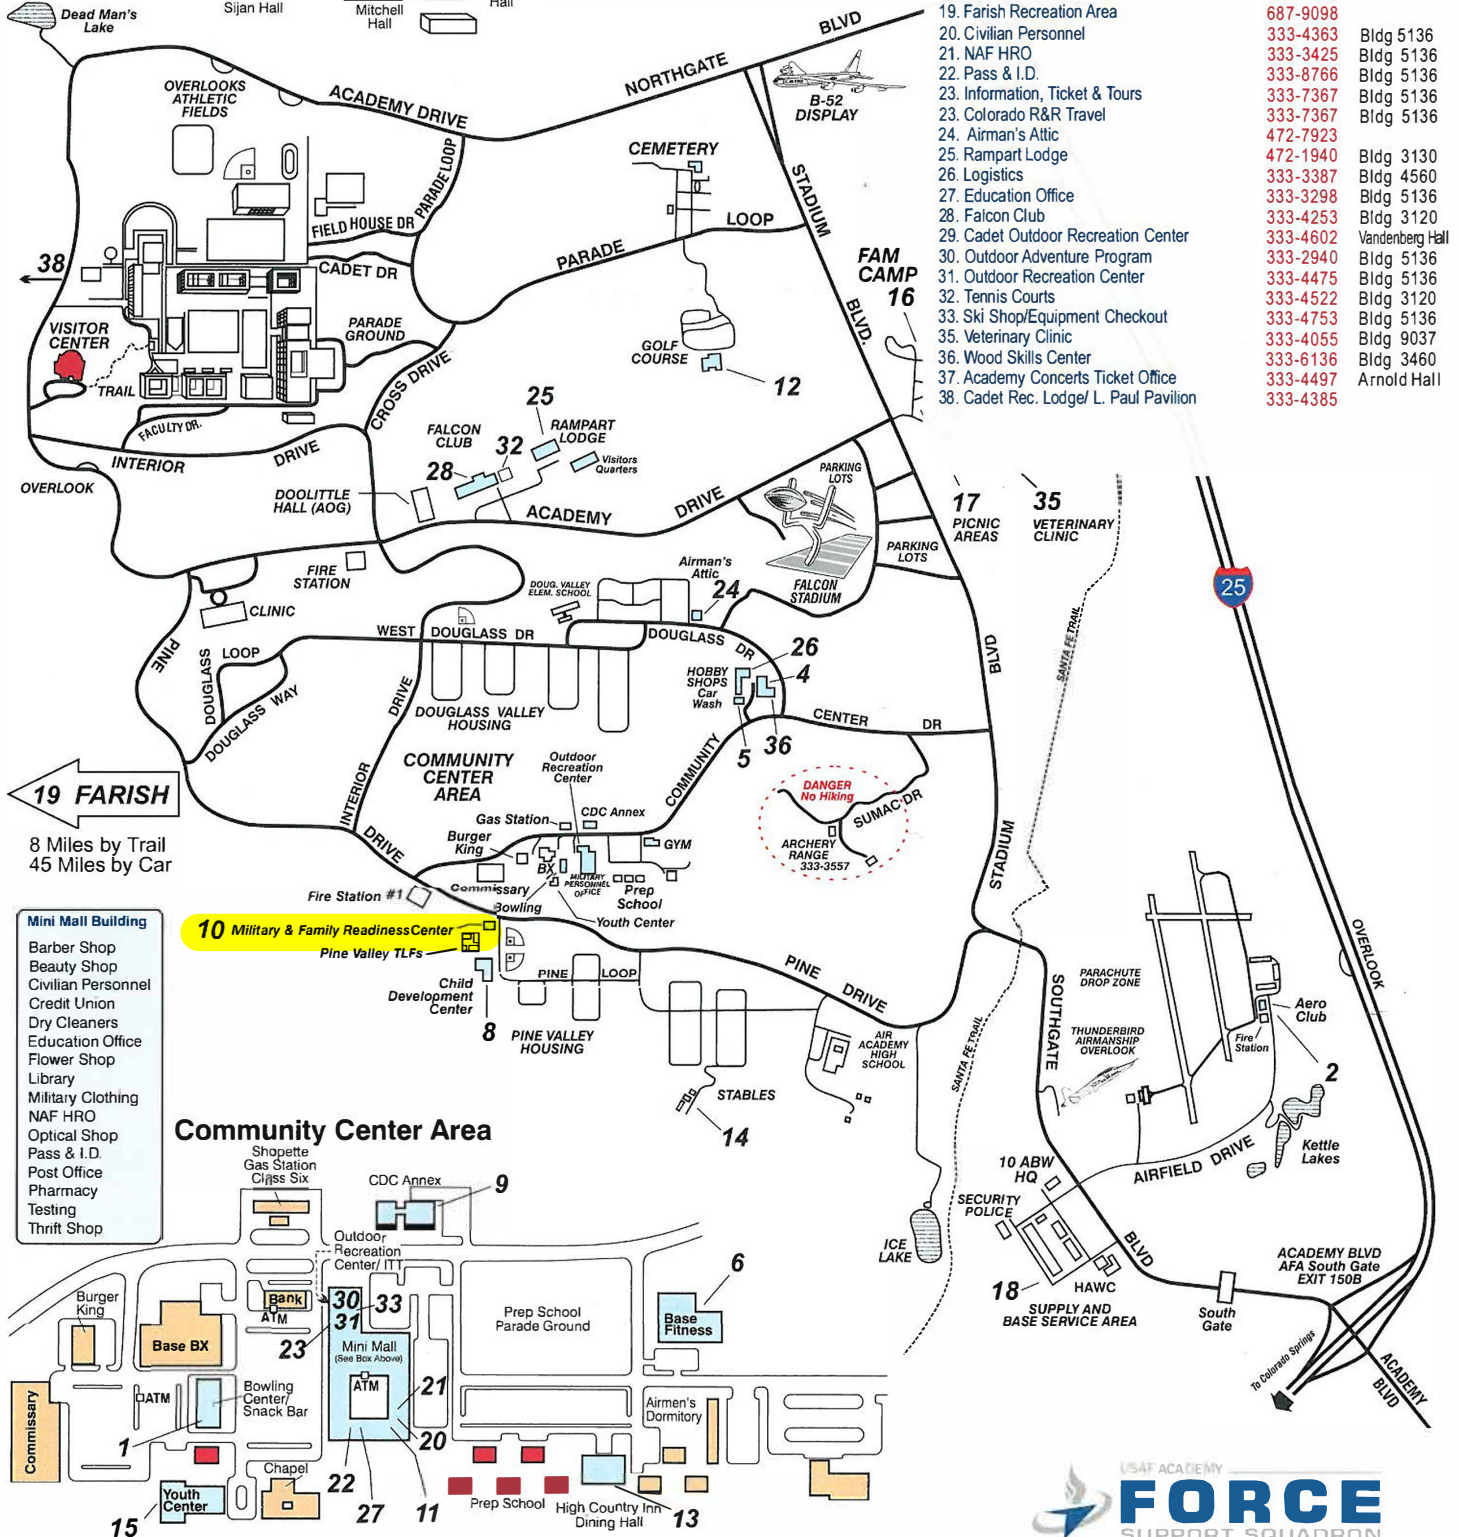 Dead Man's
Lake
Sijan Hall
Mitchell
Hall
Hall
BLVD
NORTHGATE
ACADEMY DRIVE
OVERLOOKS
ATHLETIC
FIELDS
B-52
DISPLAY
19. Farish Recreation Area 687-9098
20. Civilian Personnel 333-4363 Bldg 5136
21. NAF HRO 333-3425 Bldg 5136
22. Pass & I.D. 333-8766 Bldg 5136
23. Information, Ticket & Tours 333-7367 Bldg 5136
23. Colorado R&R Travel 333-7367 Bldg 5136
24. Airman's Attic 472-7923
25. Rampart Lodge 472-1940 Bldg 3130
26. Logistics 333-3387 Bldg 4560
27. Education Office 333-3298 Bldg 5136
28. Falcon Club 333-4253 Bldg 3120
29. Cadet Outdoor Recreation Center 333-4602 Vandenberg Hall
30. Outdoor Adventure Program 333-2940 Bldg 5136
31. Outdoor Recreation Center 333-4475 Bldg 5136
32. Tennis Courts 333-4522 Bldg 3120
33. Ski Shop/Equipment Checkout 333-4753 Bldg 5136
35. Veterinary Clinic 333-4055 Bldg 9037
36. Wood Skills Center 333-6136 Bldg 3460
37. Academy Concerts Ticket Office 333-4497 Arnold Hall
38. Cadet Rec. Lodge/ L. Paul Pavilion 333-4385
PARADE LOOP
FIELD HOUSE DR
CADET DR
CEMETERY
STADIUM
BLVD.
PARADE
LOOP
FAM
CAMP
16
38
VISITOR
CENTER
TRAIL
PARADE
GROUND
CROSS DRIVE
FACULTY DR.
GOLF
COURSE
12
25
RAMPART
LODGE
FALCON
CLUB
32
28
Visitors
Quarters
INTERIOR
DRIVE
OVERLOOK
DOOLITTLE
HALL (AOG)
ACADEMY
DRIVE
PARKING
LOTS
17
PICNIC
AREAS
35
VETERINARY
CLINIC
PARKING
LOTS
FALCON
STADIUM
25
FIRE
STATION
CLINIC
DOUG. VALLEY
ELEM. SCHOOL
Airman's
Attic
24
SANTA FE TRAIL
PINE
WEST DOUGLASS DR
DOUGLASS
DR
BLVD
DOUGLASS
LOOP
DOUGLASS WAY
26
HOBBY
SHOPS
Car
Wash
4
5
36
CENTER
DR
DRIVE
INTERIOR
DOUGLASS VALLEY
HOUSING
COMMUNITY
CENTER
AREA
Outdoor
Recreation
Center
COMMUNITY
19 FARISH
8 Miles by Trail
45 Miles by Car
DRIVE
Gas Station
CDC Annex
Burger
King
GYM
BX
MILITARY
PERSONNEL
OFFICE
Prep
School
Commissary
Bowling
Youth Center
Fire Station #1
DANGER
No Hiking
SUMAC DR
ARCHERY
RANGE
333-3557
STADIUM
10 Military & Family Readiness Center
Pine Valley TLFs
Child
Development
Center
8
PINE
LOOP
PINE VALLEY
HOUSING
PINE
DRIVE
AIR
ACADEMY
HIGH
SCHOOL
STABLES
14
SANTA FE TRAIL
SOUTHGATE
PARACHUTE
DROP ZONE
THUNDERBIRD
AIRMANSHIP
OVERLOOK
Aero
Club
Fire
Station
2
OVERLOOK
Kettle
Lakes
AIRFIELD DRIVE
10 ABW
HQ
SECURITY
POLICE
ICE
LAKE
18
HAWC
SUPPLY AND
BASE SERVICE AREA
BLVD
South
Gate
ACADEMY BLVD
AFA South Gate
EXIT 150B
To Colorado Springs
ACADEMY
BLVD
Mini Mall Building
Barber Shop
Beauty Shop
Civilian Personnel
Credit Union
Dry Cleaners
Education Office
Flower Shop
Library
Military Clothing
NAF HRO
Optical Shop
Pass & I.D.
Post Office
Pharmacy
Testing
Thrift Shop
Community Center Area
Shopette
Gas Station
Class Six
CDC Annex
9
Outdoor
Recreation
Center/ ITT
Burger
King
Base BX
Bank
ATM
30
33
31
23
Mini Mall
(See Box Above)
ATM
21
20
22
27
11
Prep School
Parade Ground
6
Base
Fitness
Commissary
ATM
Bowling
Center/
Snack Bar
1
Youth
Center
15
Chapel
Airmen's
Dormitory
Prep School
High Country Inn
Dining Hall
13
USAF ACADEMY
FORCE
SUPPORT SQUADRON